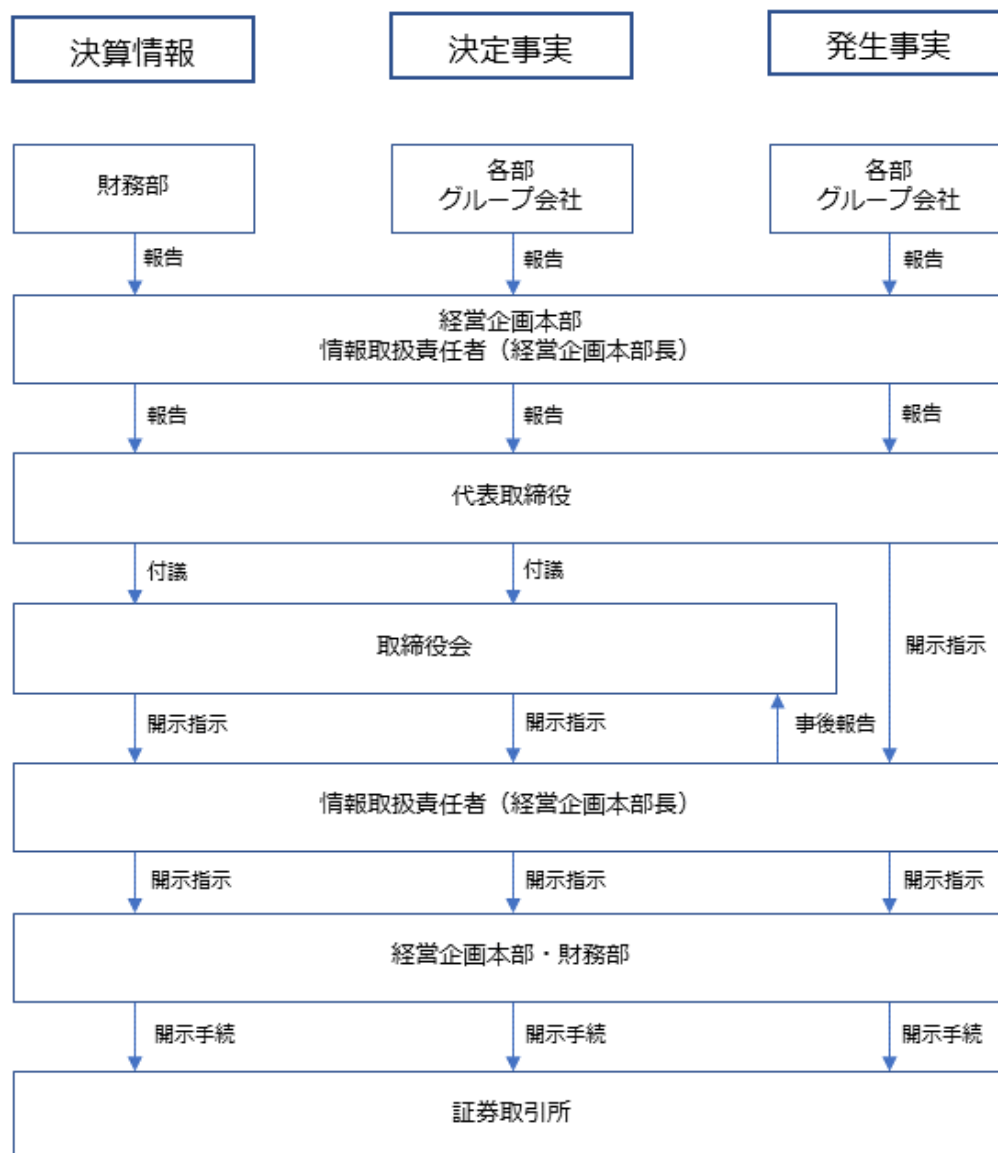 決算情報
決定事実
発生事実
財務部
各部
グループ会社
各部
グループ会社
報告
報告
報告
経営企画本部
情報取扱責任者（経営企画本部長）
報告
報告
報告
代表取締役
付議
付議
取締役会
開示指示
開示指示
開示指示
事後報告
情報取扱責任者（経営企画本部長）
開示指示
開示指示
開示指示
経営企画本部・財務部
開示手続
開示手続
開示手続
証券取引所